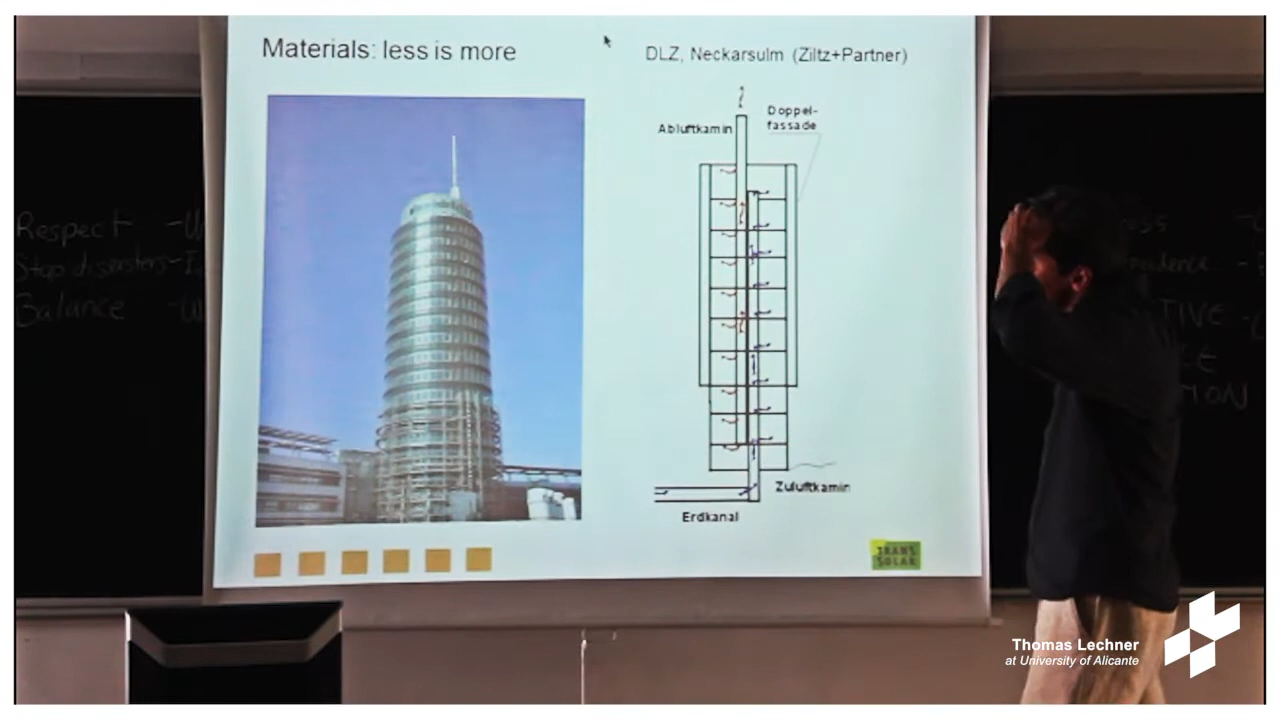 Materials: less is more
DLZ, Neckarsulm (Ziltz+Partner)
Abluftkamin
Doppel-
fassade
Zuluftkamin
Erdkanal
TRANS
SOLAR
Respect
Stop disasters -
Balance
TIVE -
Thomas Lechner
at University of Alicante